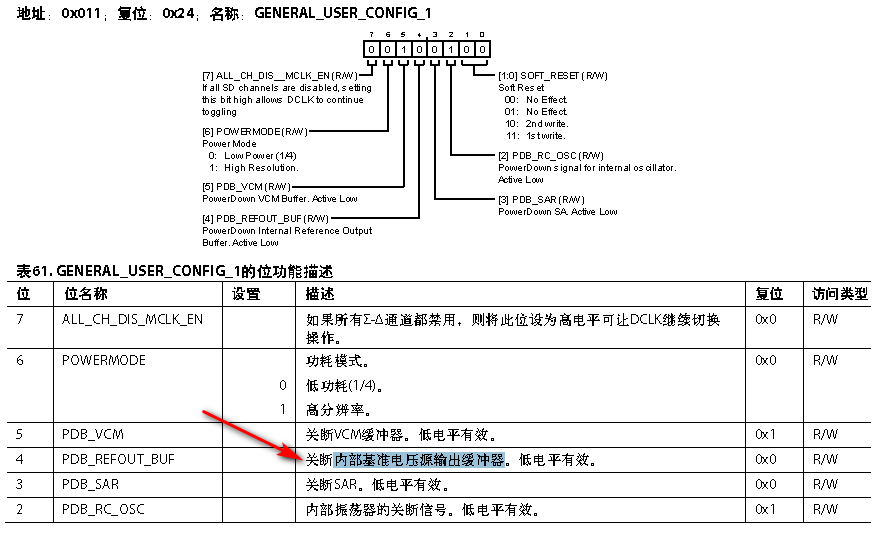 地址：0x011；复位：0x24；名称：GENERAL_USER_CONFIG_1
7 6 5 4 3 2 1 0
0 0 1 0 0 1 0 0
[7] ALL_CH_DIS__MCLK_EN (R/W)
If all SD channels are disabled, setting
this bit high allows DCLK to continue
toggling
[6] POWERMODE (R/W)
Power Mode
0: Low Power (1/4)
1: High Resolution.
[5] PDB_VCM (R/W)
PowerDown VCM Buffer. Active Low
[4] PDB_REFOUT_BUF (R/W)
PowerDown Internal Reference Output
Buffer. Active Low
[1:0] SOFT_RESET (R/W)
Soft Reset
00: No Effect.
01: No Effect.
10: 2nd write.
11: 1st write.
[2] PDB_RC_OSC (R/W)
PowerDown signal for internal oscillator.
Active Low
[3] PDB_SAR (R/W)
PowerDown SA. Active Low
表61. GENERAL_USER_CONFIG_1的位功能描述
位 位名称 设置 描述 复位 访问类型
7 ALL_CH_DIS_MCLK_EN 如果所有Σ-Δ通道都禁用，则将此位设为高电平可让DCLK继续切换 0x0 R/W
操作。
6 POWERMODE 功耗模式。 0x0 R/W
0 低功耗(1/4)。
1 高分辨率。
5 PDB_VCM 关断VCM缓冲器。低电平有效。 0x1 R/W
4 PDB_REFOUT_BUF 关断内部基准电压源输出缓冲器。低电平有效。 0x0 R/W
3 PDB_SAR 关断SAR。低电平有效。 0x0 R/W
2 PDB_RC_OSC 内部振荡器的关断信号。低电平有效。 0x1 R/W